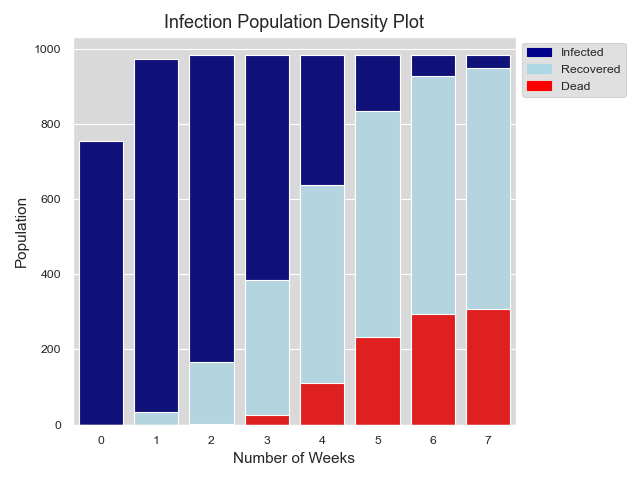 Infection Population Density Plot
Infected
Recovered
Dead
1000
800
600
400
200
0
Population
0 1 2 3 4 5 6 7
Number of Weeks